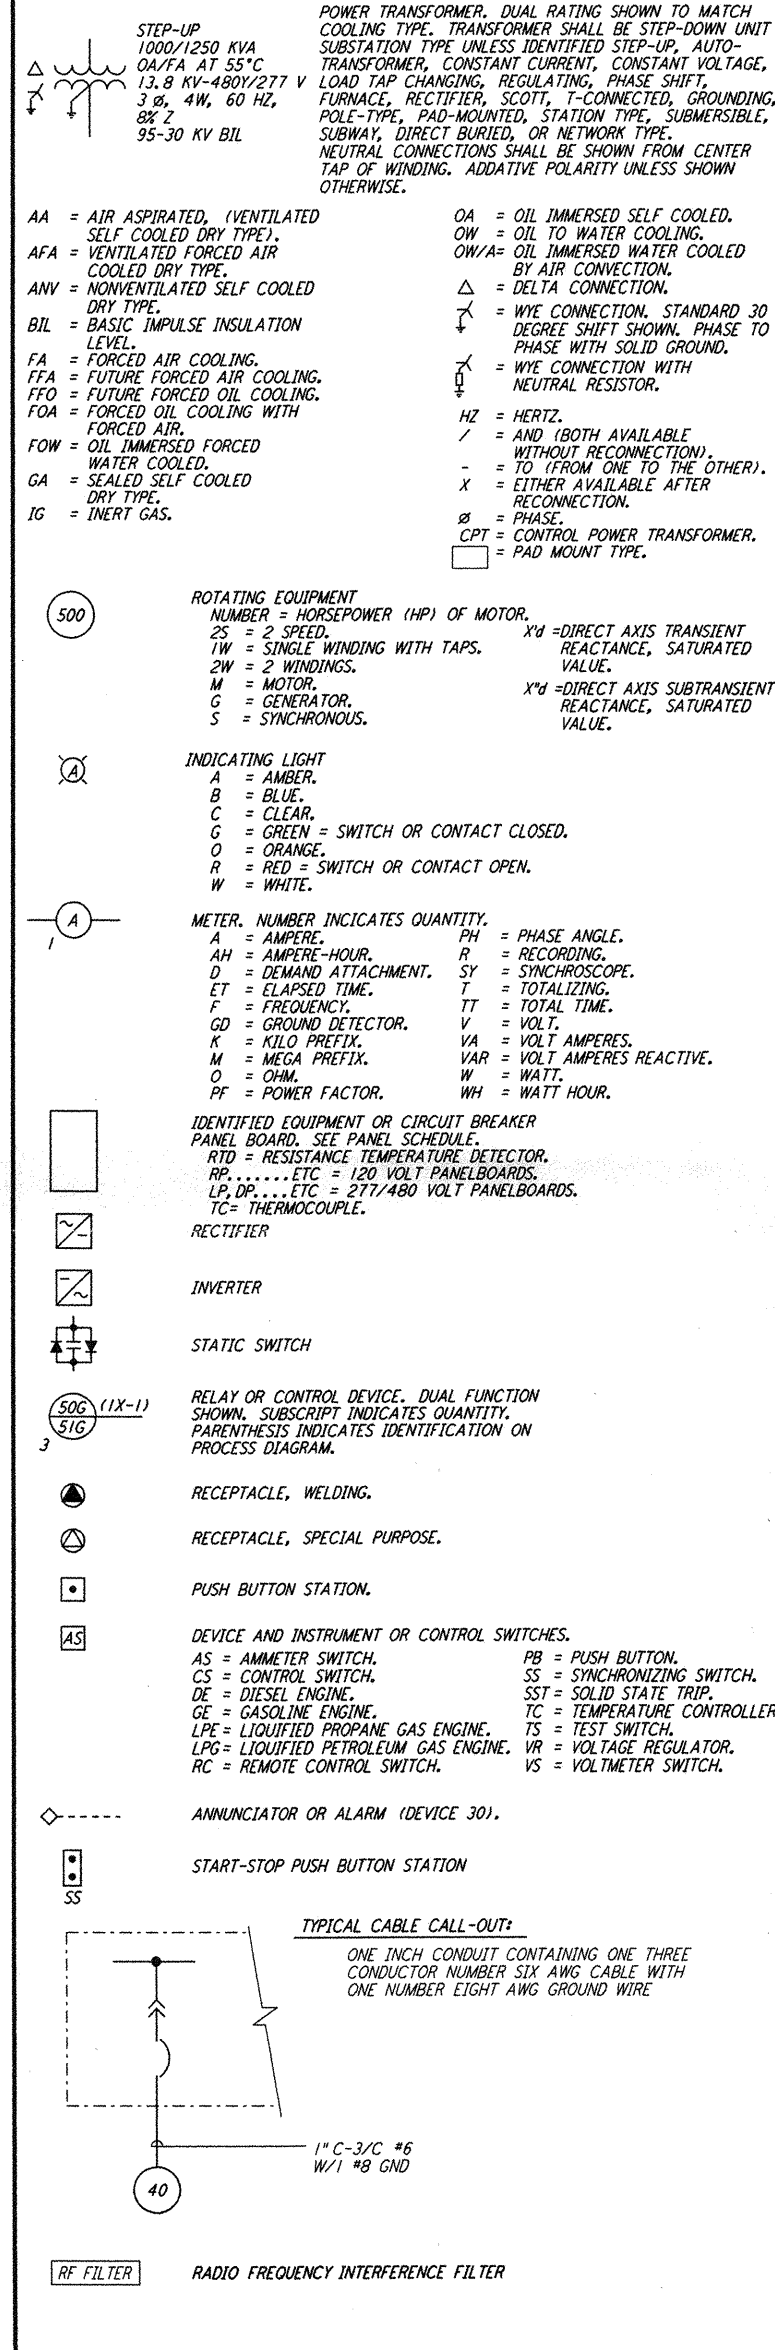 STEP-UP
1000/1250 KVA
OA/FA AT 55°C
13.8 KV-480Y/277 V
3 Ø, 4W, 60 HZ,
8% Z
95-30 KV BIL
POWER TRANSFORMER. DUAL RATING SHOWN TO MATCH
COOLING TYPE. TRANSFORMER SHALL BE STEP-DOWN UNIT
SUBSTATION TYPE UNLESS IDENTIFIED STEP-UP, AUTO-
TRANSFORMER, CONSTANT CURRENT, CONSTANT VOLTAGE,
LOAD TAP CHANGING, REGULATING, PHASE SHIFT,
FURNACE, RECTIFIER, SCOTT, T-CONNECTED, GROUNDING,
POLE-TYPE, PAD-MOUNTED, STATION TYPE, SUBMERSIBLE,
SUBWAY, DIRECT BURIED, OR NETWORK TYPE.
NEUTRAL CONNECTIONS SHALL BE SHOWN FROM CENTER
TAP OF WINDING. ADDATIVE POLARITY UNLESS SHOWN
OTHERWISE.
AA = AIR ASPIRATED, (VENTILATED
SELF COOLED DRY TYPE).
AFA = VENTILATED FORCED AIR
COOLED DRY TYPE.
ANV = NONVENTILATED SELF COOLED
DRY TYPE.
BIL = BASIC IMPULSE INSULATION
LEVEL.
FA = FORCED AIR COOLING.
FFA = FUTURE FORCED AIR COOLING.
FFO = FUTURE FORCED OIL COOLING.
FOA = FORCED OIL COOLING WITH
FORCED AIR.
FOW = OIL IMMERSED FORCED
WATER COOLED.
GA = SEALED SELF COOLED
DRY TYPE.
IG = INERT GAS.
OA = OIL IMMERSED SELF COOLED.
OW = OIL TO WATER COOLING.
OW/A= OIL IMMERSED WATER COOLED
BY AIR CONVECTION.
△ = DELTA CONNECTION.
= WYE CONNECTION. STANDARD 30
DEGREE SHIFT SHOWN. PHASE TO
PHASE WITH SOLID GROUND.
= WYE CONNECTION WITH
NEUTRAL RESISTOR.
HZ = HERTZ.
/ = AND (BOTH AVAILABLE
WITHOUT RECONNECTION).
- = TO (FROM ONE TO THE OTHER).
X = EITHER AVAILABLE AFTER
RECONNECTION.
Ø = PHASE.
CPT = CONTROL POWER TRANSFORMER.
= PAD MOUNT TYPE.
500
ROTATING EQUIPMENT
NUMBER = HORSEPOWER (HP) OF MOTOR.
2S = 2 SPEED.
1W = SINGLE WINDING WITH TAPS.
2W = 2 WINDINGS.
M = MOTOR.
G = GENERATOR.
S = SYNCHRONOUS.
X'd =DIRECT AXIS TRANSIENT
REACTANCE, SATURATED
VALUE.
X"d =DIRECT AXIS SUBTRANSIENT
REACTANCE, SATURATED
VALUE.
A
INDICATING LIGHT
A = AMBER.
B = BLUE.
C = CLEAR.
G = GREEN = SWITCH OR CONTACT CLOSED.
O = ORANGE.
R = RED = SWITCH OR CONTACT OPEN.
W = WHITE.
A
1
METER. NUMBER INCICATES QUANTITY.
A = AMPERE.
AH = AMPERE-HOUR.
D = DEMAND ATTACHMENT.
ET = ELAPSED TIME.
F = FREQUENCY.
GD = GROUND DETECTOR.
K = KILO PREFIX.
M = MEGA PREFIX.
O = OHM.
PF = POWER FACTOR.
PH = PHASE ANGLE.
R = RECORDING.
SY = SYNCHROSCOPE.
T = TOTALIZING.
TT = TOTAL TIME.
V = VOLT.
VA = VOLT AMPERES.
VAR = VOLT AMPERES REACTIVE.
W = WATT.
WH = WATT HOUR.
IDENTIFIED EQUIPMENT OR CIRCUIT BREAKER
PANEL BOARD. SEE PANEL SCHEDULE.
RTD = RESISTANCE TEMPERATURE DETECTOR.
RP.......ETC = 120 VOLT PANELBOARDS.
LP,DP....ETC = 277/480 VOLT PANELBOARDS.
TC= THERMOCOUPLE.
RECTIFIER
INVERTER
STATIC SWITCH
50G (1X-1)
51G
3
RELAY OR CONTROL DEVICE. DUAL FUNCTION
SHOWN. SUBSCRIPT INDICATES QUANTITY.
PARENTHESIS INDICATES IDENTIFICATION ON
PROCESS DIAGRAM.
RECEPTACLE, WELDING.
RECEPTACLE, SPECIAL PURPOSE.
PUSH BUTTON STATION.
AS
DEVICE AND INSTRUMENT OR CONTROL SWITCHES.
AS = AMMETER SWITCH.
CS = CONTROL SWITCH.
DE = DIESEL ENGINE.
GE = GASOLINE ENGINE.
LPE= LIQUIFIED PROPANE GAS ENGINE.
LPG= LIQUIFIED PETROLEUM GAS ENGINE.
RC = REMOTE CONTROL SWITCH.
PB = PUSH BUTTON.
SS = SYNCHRONIZING SWITCH.
SST= SOLID STATE TRIP.
TC = TEMPERATURE CONTROLLER
TS = TEST SWITCH.
VR = VOLTAGE REGULATOR.
VS = VOLTMETER SWITCH.
ANNUNCIATOR OR ALARM (DEVICE 30).
START-STOP PUSH BUTTON STATION
SS
TYPICAL CABLE CALL-OUT:
ONE INCH CONDUIT CONTAINING ONE THREE
CONDUCTOR NUMBER SIX AWG CABLE WITH
ONE NUMBER EIGHT AWG GROUND WIRE
1" C-3/C #6
W/1 #8 GND
40
RF FILTER
RADIO FREQUENCY INTERFERENCE FILTER